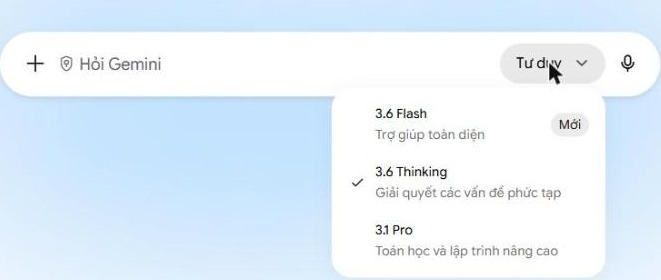 Hỏi Gemini
Tư duy
3.6 Flash
Trợ giúp toàn diện
Mới
3.6 Thinking
Giải quyết các vấn đề phức tạp
3.1 Pro
Toán học và lập trình nâng cao